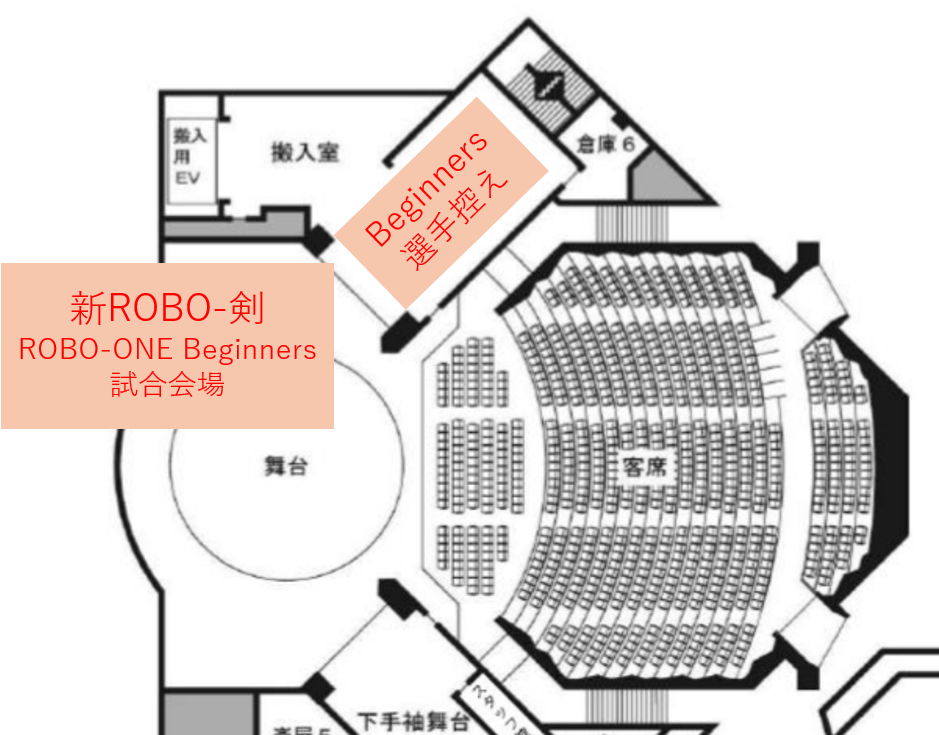 搬入
用
EV
搬入室
倉庫6
Beginners
選手控え
新ROBO-剣
ROBO-ONE Beginners
試合会場
舞台
客席
下手袖舞台